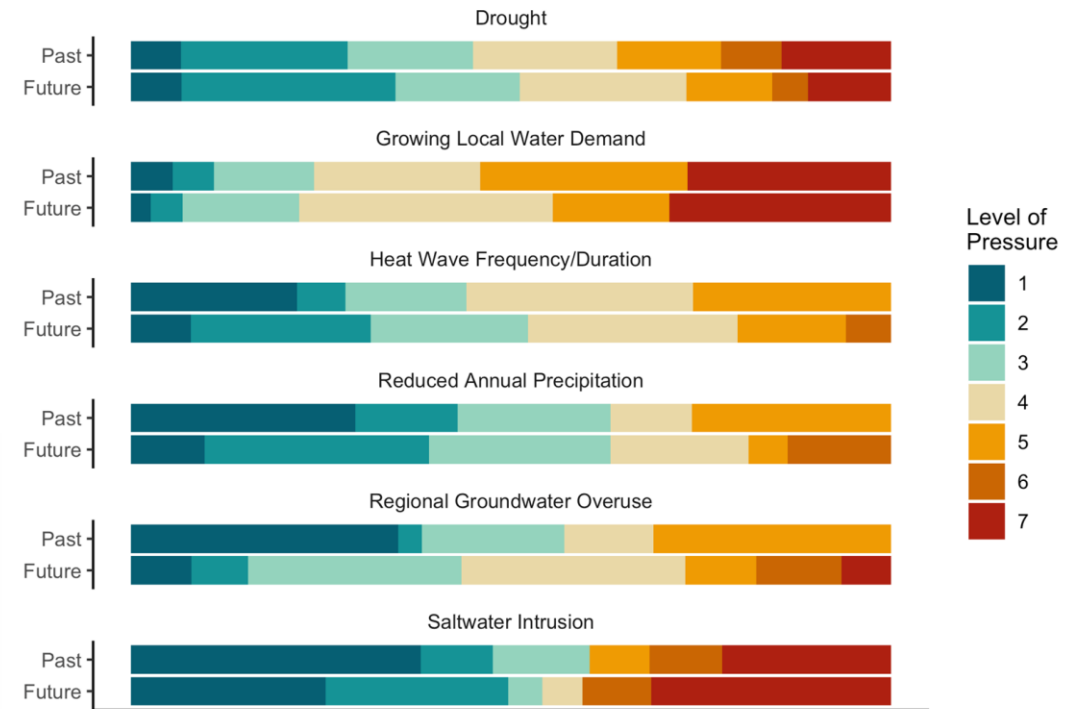 Drought
Past
Future
Growing Local Water Demand
Past
Future
Heat Wave Frequency/Duration
Past
Future
Reduced Annual Precipitation
Past
Future
Regional Groundwater Overuse
Past
Future
Saltwater Intrusion
Past
Future
Level of
Pressure
1
2
3
4
5
6
7